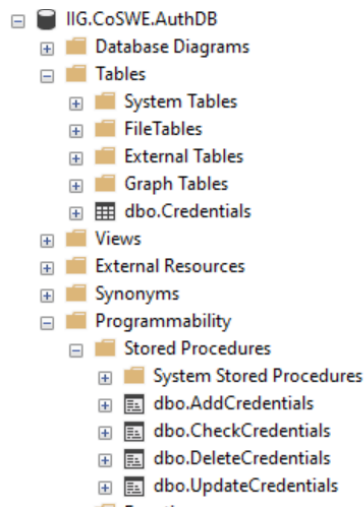 IIG.CoSWE.AuthDB
Database Diagrams
Tables
System Tables
FileTables
External Tables
Graph Tables
dbo.Credentials
Views
External Resources
Synonyms
Programmability
Stored Procedures
System Stored Procedures
dbo.AddCredentials
dbo.CheckCredentials
dbo.DeleteCredentials
dbo.UpdateCredentials